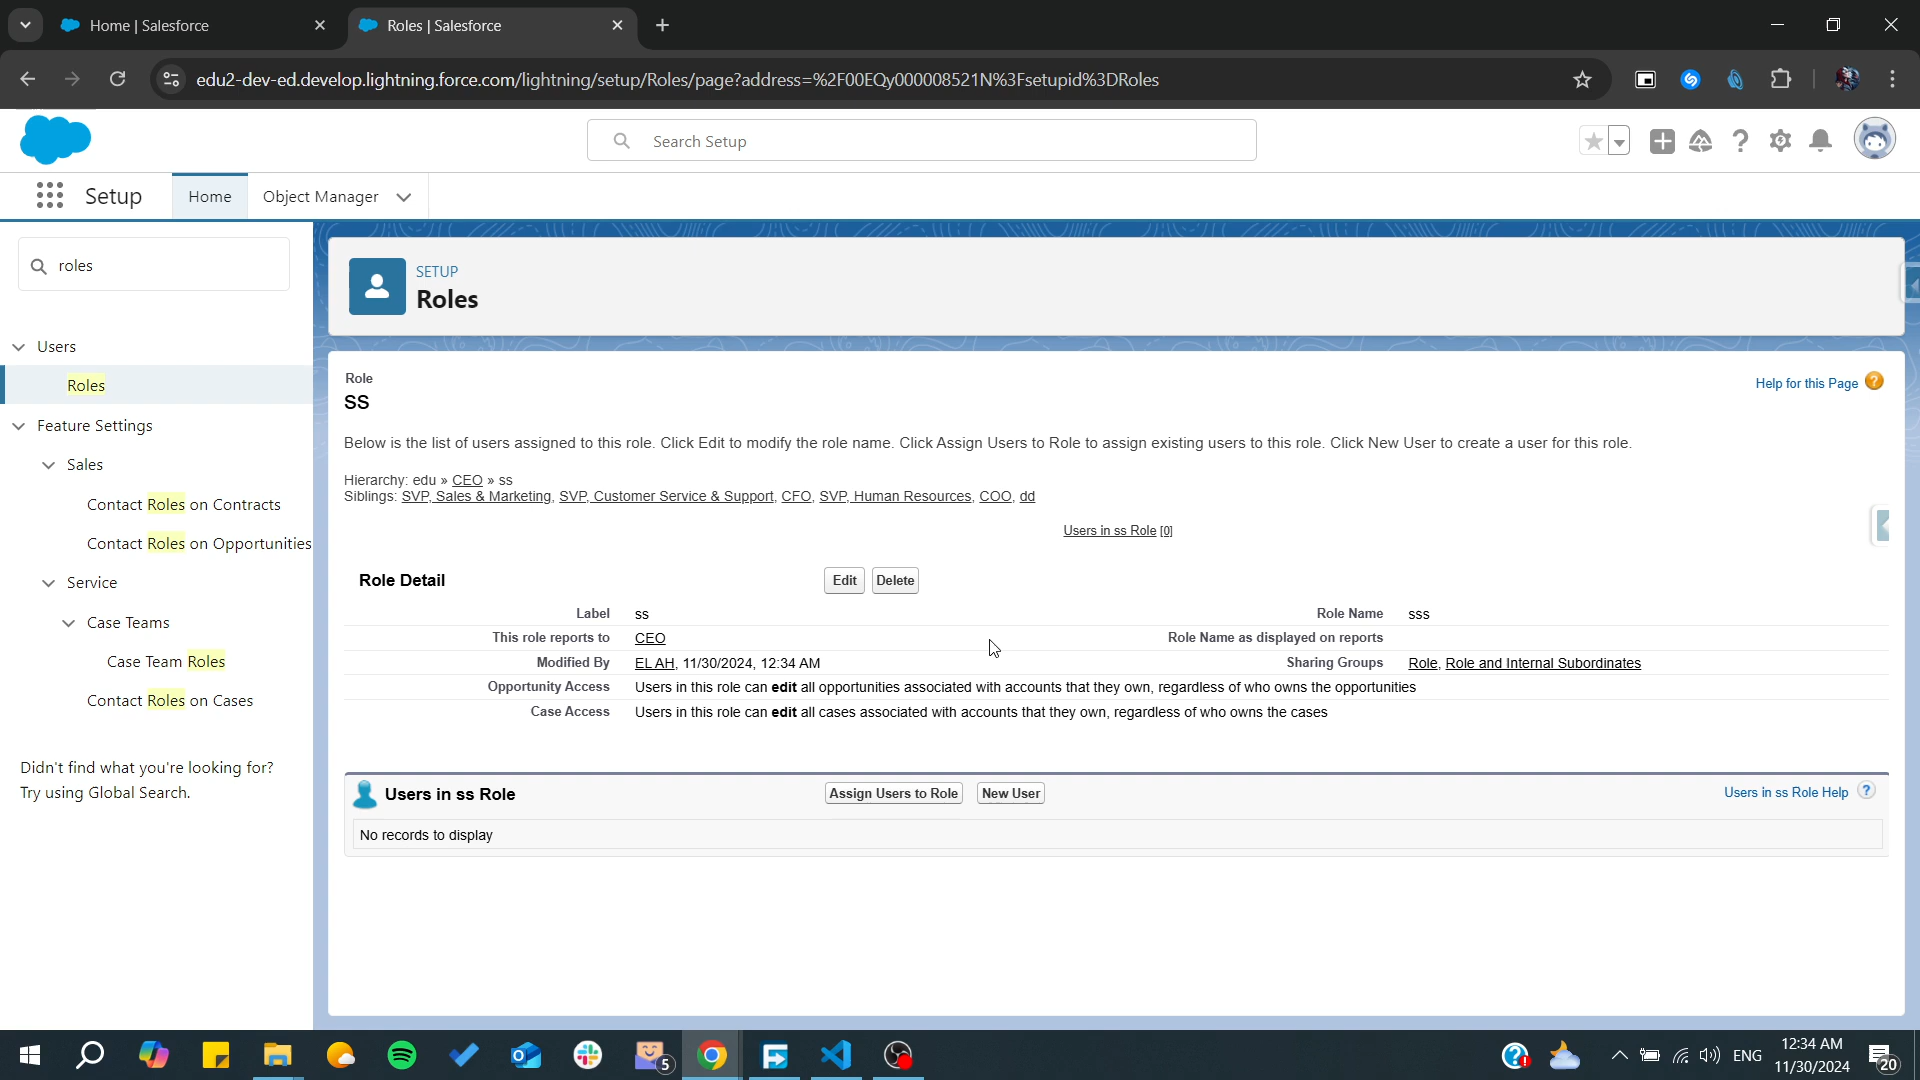 Home | Salesforce
Roles | Salesforce
edu2-dev-ed.develop.lightning.force.com/lightning/setup/Roles/page?address=%2F00EQy000008521N%3Fsetupid%3DRoles
Search Setup
Setup
Home
Object Manager
roles
Users
Roles
Feature Settings
Sales
Contact Roles on Contracts
Contact Roles on Opportunities
Service
Case Teams
Case Team Roles
Contact Roles on Cases
Didn't find what you're looking for?
Try using Global Search.
SETUP
Roles
Role
ss
Help for this Page
Below is the list of users assigned to this role. Click Edit to modify the role name. Click Assign Users to Role to assign existing users to this role. Click New User to create a user for this role.
Hierarchy: edu » CEO » ss
Siblings: SVP, Sales & Marketing, SVP, Customer Service & Support, CFO, SVP, Human Resources, COO, dd
Users in ss Role [0]
Role Detail
Edit
Delete
Label ss
Role Name sss
This role reports to CEO
Role Name as displayed on reports
Modified By EL AH, 11/30/2024, 12:34 AM
Sharing Groups Role, Role and Internal Subordinates
Opportunity Access Users in this role can edit all opportunities associated with accounts that they own, regardless of who owns the opportunities
Case Access Users in this role can edit all cases associated with accounts that they own, regardless of who owns the cases
Users in ss Role
Assign Users to Role
New User
Users in ss Role Help
No records to display
5
ENG
12:34 AM
11/30/2024
20